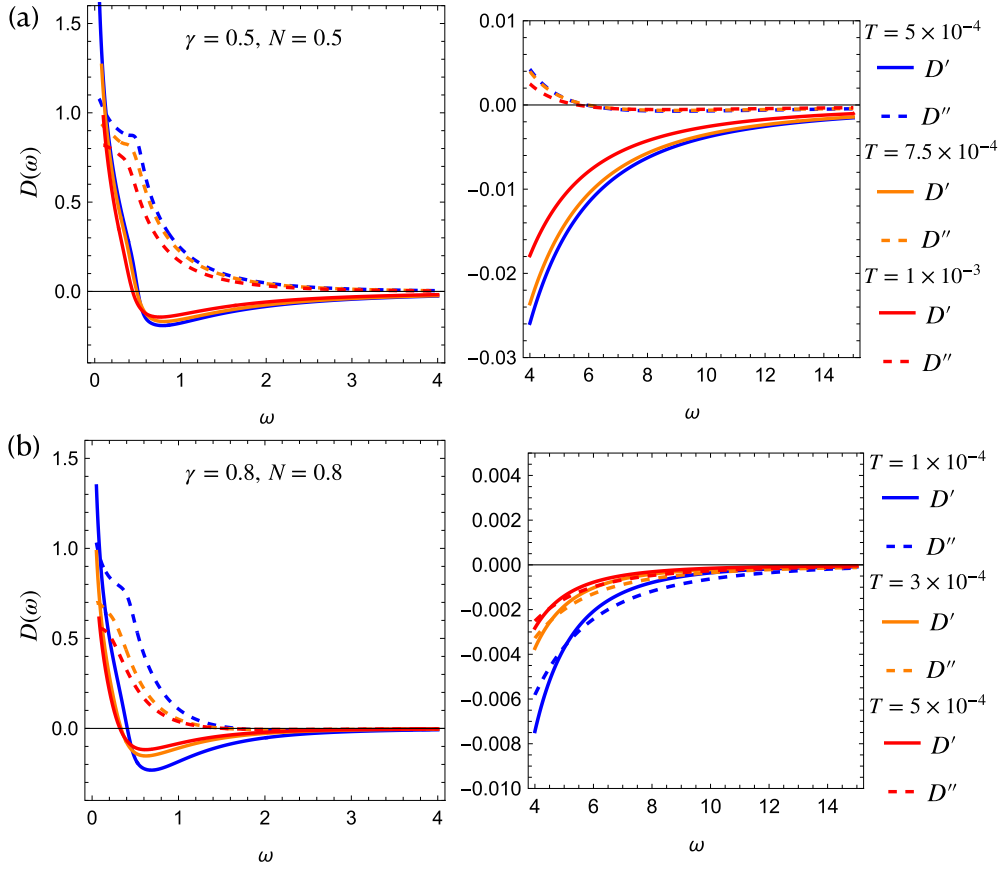 (a)
γ = 0.5, N = 0.5
D(ω)
1.5
1.0
0.5
0.0
0 1 2 3 4
ω
0.01
0.00
−0.01
−0.02
−0.03
4 6 8 10 12 14
ω
T = 5 × 10⁻⁴
D′
D″
T = 7.5 × 10⁻⁴
D′
D″
T = 1 × 10⁻³
D′
D″
(b)
γ = 0.8, N = 0.8
D(ω)
1.5
1.0
0.5
0.0
0 1 2 3 4
ω
0.004
0.002
0.000
−0.002
−0.004
−0.006
−0.008
−0.010
4 6 8 10 12 14
ω
T = 1 × 10⁻⁴
D′
D″
T = 3 × 10⁻⁴
D′
D″
T = 5 × 10⁻⁴
D′
D″